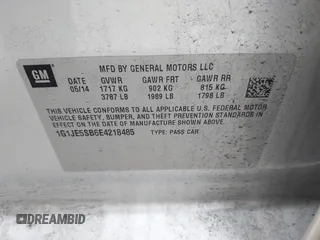 GM
MFD BY GENERAL MOTORS LLC
DATE GVWR GAWR FRT GAWR RR
05/14 1717 KG 902 KG 815 KG
3787 LB 1989 LB 1798 LB
THIS VEHICLE CONFORMS TO ALL APPLICABLE U.S. FEDERAL MOTOR
VEHICLE SAFETY, BUMPER, AND THEFT PREVENTION STANDARDS
IN EFFECT ON THE DATE OF MANUFACTURE SHOWN ABOVE.
1G1JE5SB6E4218485 TYPE: PASS CAR
DREAMBID